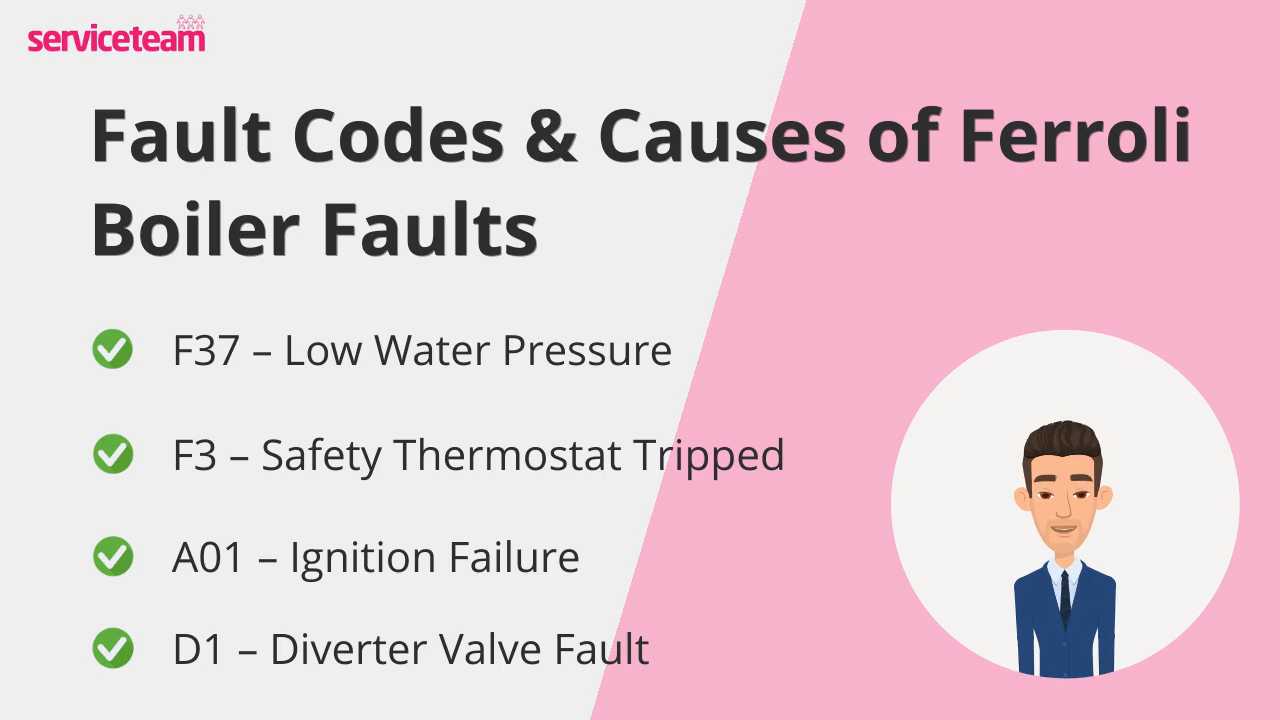 serviceteam
Fault Codes & Causes of Ferroli
Boiler Faults
F37 – Low Water Pressure
F3 – Safety Thermostat Tripped
A01 – Ignition Failure
D1 – Diverter Valve Fault